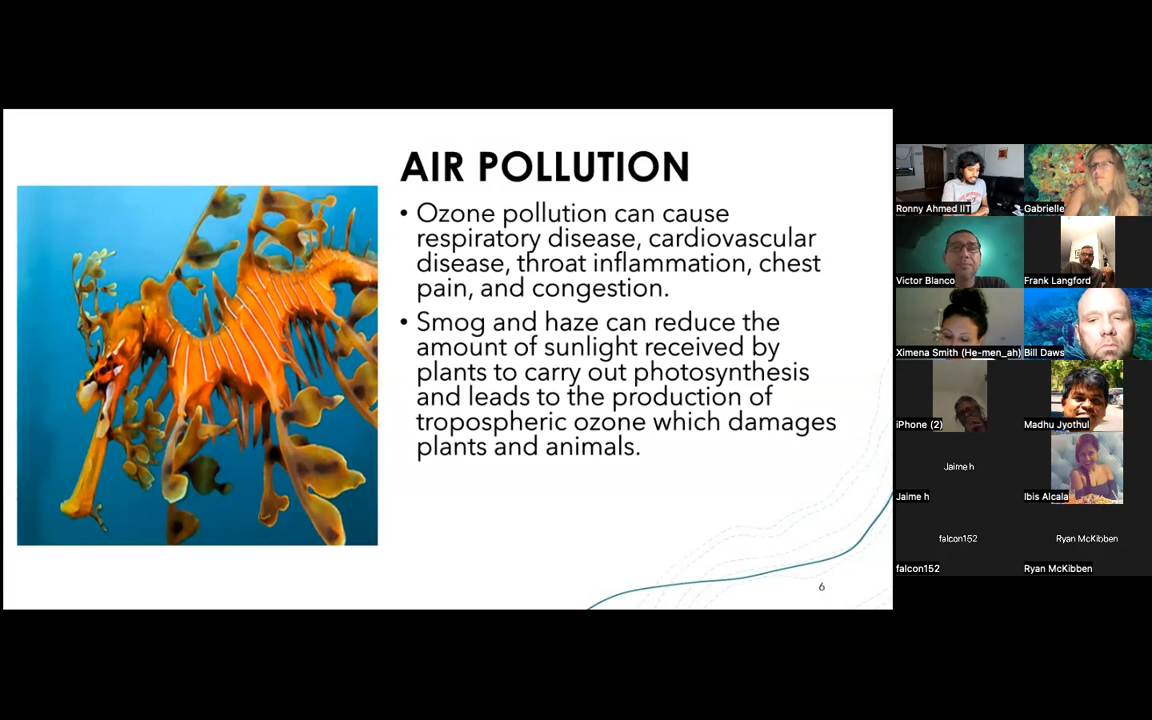 AIR POLLUTION
• Ozone pollution can cause
respiratory disease, cardiovascular
disease, throat inflammation, chest
pain, and congestion.
• Smog and haze can reduce the
amount of sunlight received by
plants to carry out photosynthesis
and leads to the production of
tropospheric ozone which damages
plants and animals.
6
Ronny Ahmed IIT
Gabrielle
Victor Blanco
Frank Langford
Ximena Smith (He-men_ah)
Bill Daws
iPhone (2)
Madhu Jyothul
Jaime h
Jaime h
Ibis Alcala
falcon152
Ryan McKibben
falcon152
Ryan McKibben